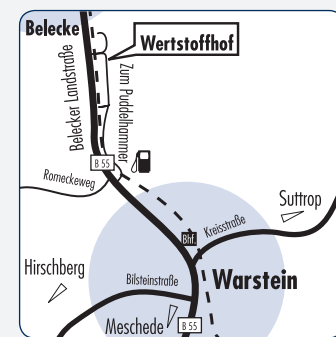 Belecke
Wertstoffhof
Belecker Landstraße
Zum Puddelhammer
B 55
Romeckeweg
Suttrop
Kreisstraße
Bhf.
Hirschberg
Bilsteinstraße
Warstein
Meschede
B 55